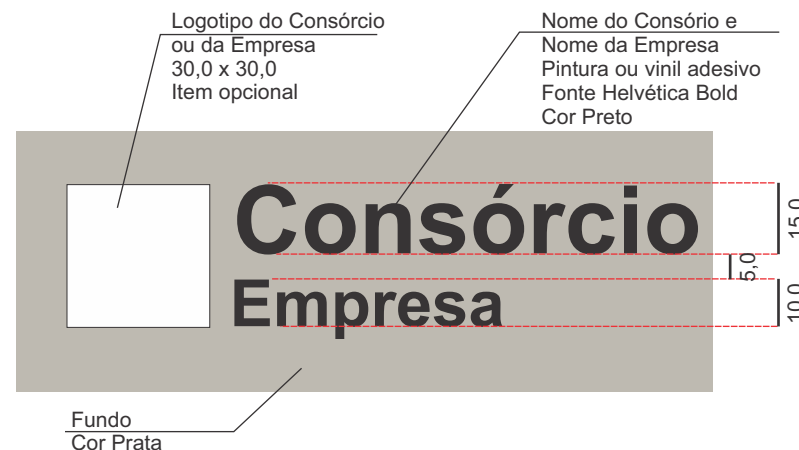 Logotipo do Consórcio
ou da Empresa
30,0 x 30,0
Item opcional
Nome do Consório e
Nome da Empresa
Pintura ou vinil adesivo
Fonte Helvética Bold
Cor Preto
Consórcio
Empresa
15,0
5,0
10,0
Fundo
Cor Prata